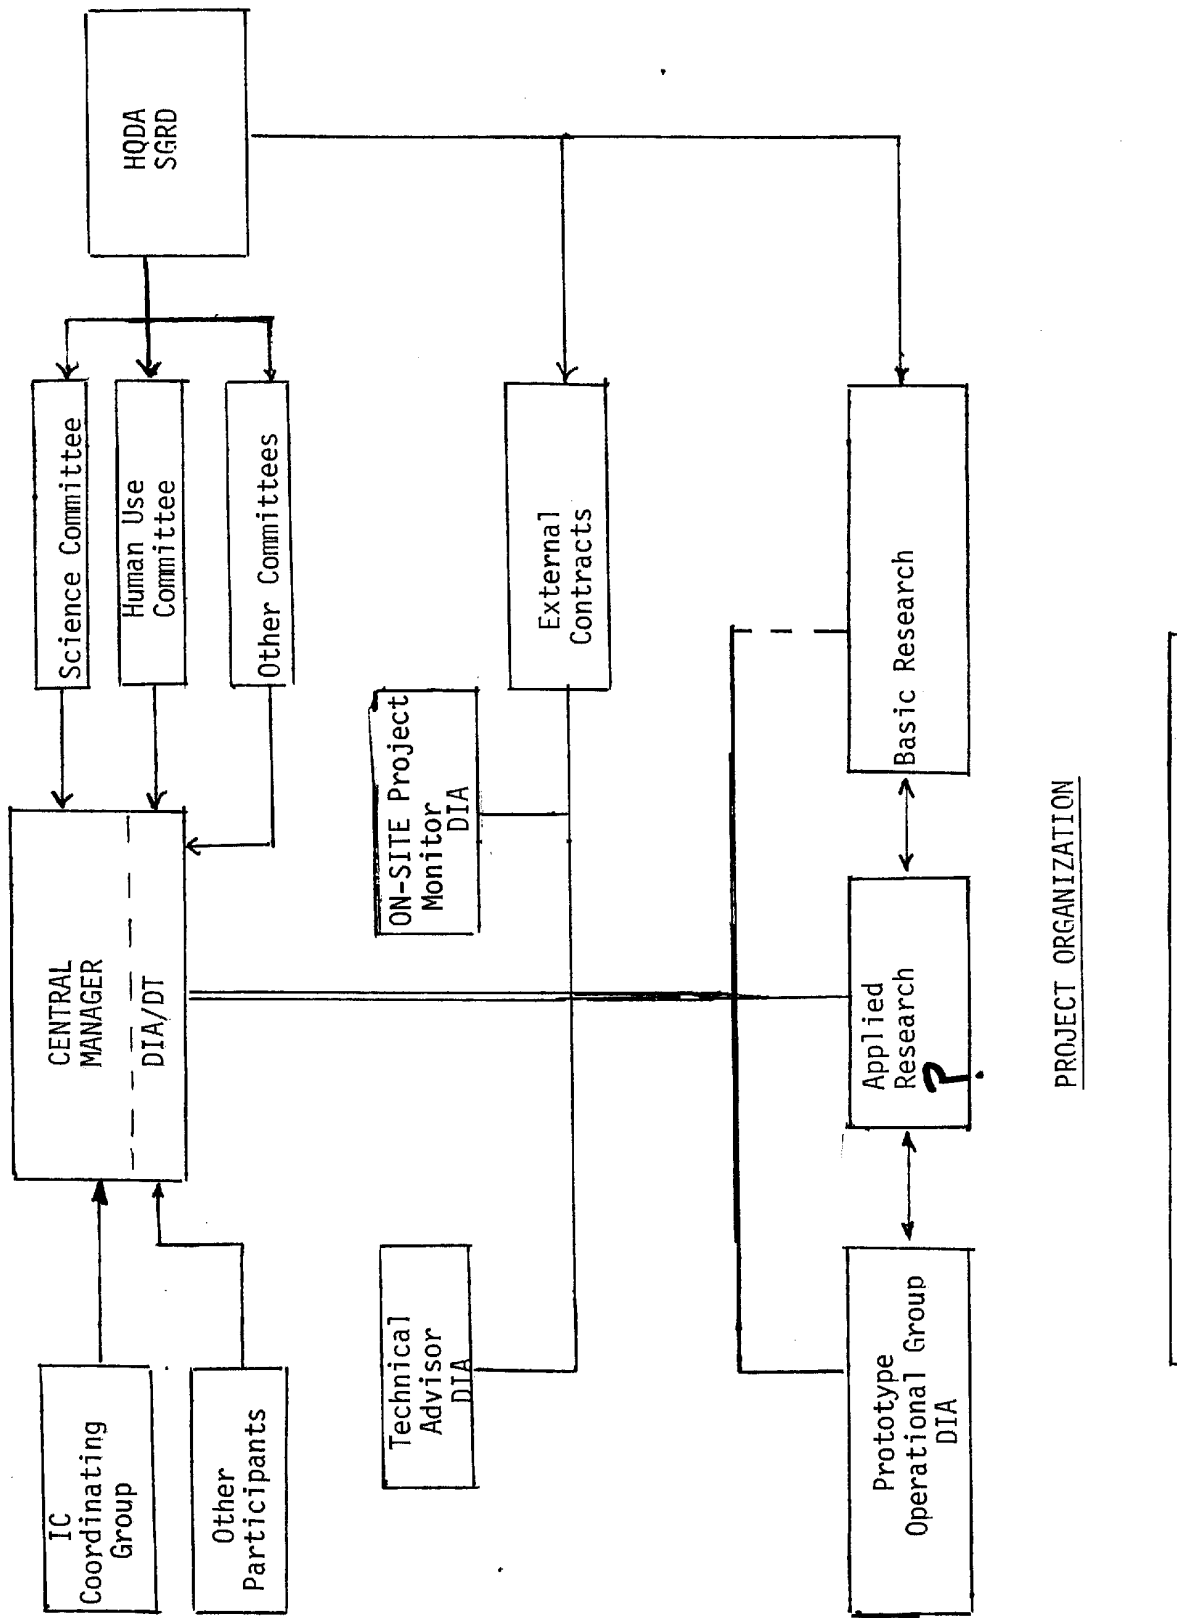 IC
Coordinating
Group
CENTRAL
MANAGER
DIA/DT
Science Committee
Human Use
Committee
Other Committees
HQDA
SGRD
Other
Participants
Technical
Advisor
DIA
ON-SITE Project
Monitor
DIA
External
Contracts
Prototype
Operational Group
DIA
Applied
Research
?
Basic Research
PROJECT ORGANIZATION